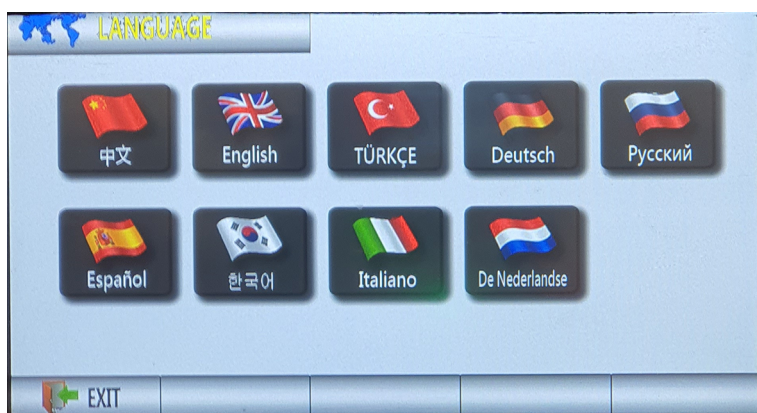 LANGUAGE
中文
English
TÜRKÇE
Deutsch
Русский
Español
한국어
Italiano
De Nederlandse
EXIT